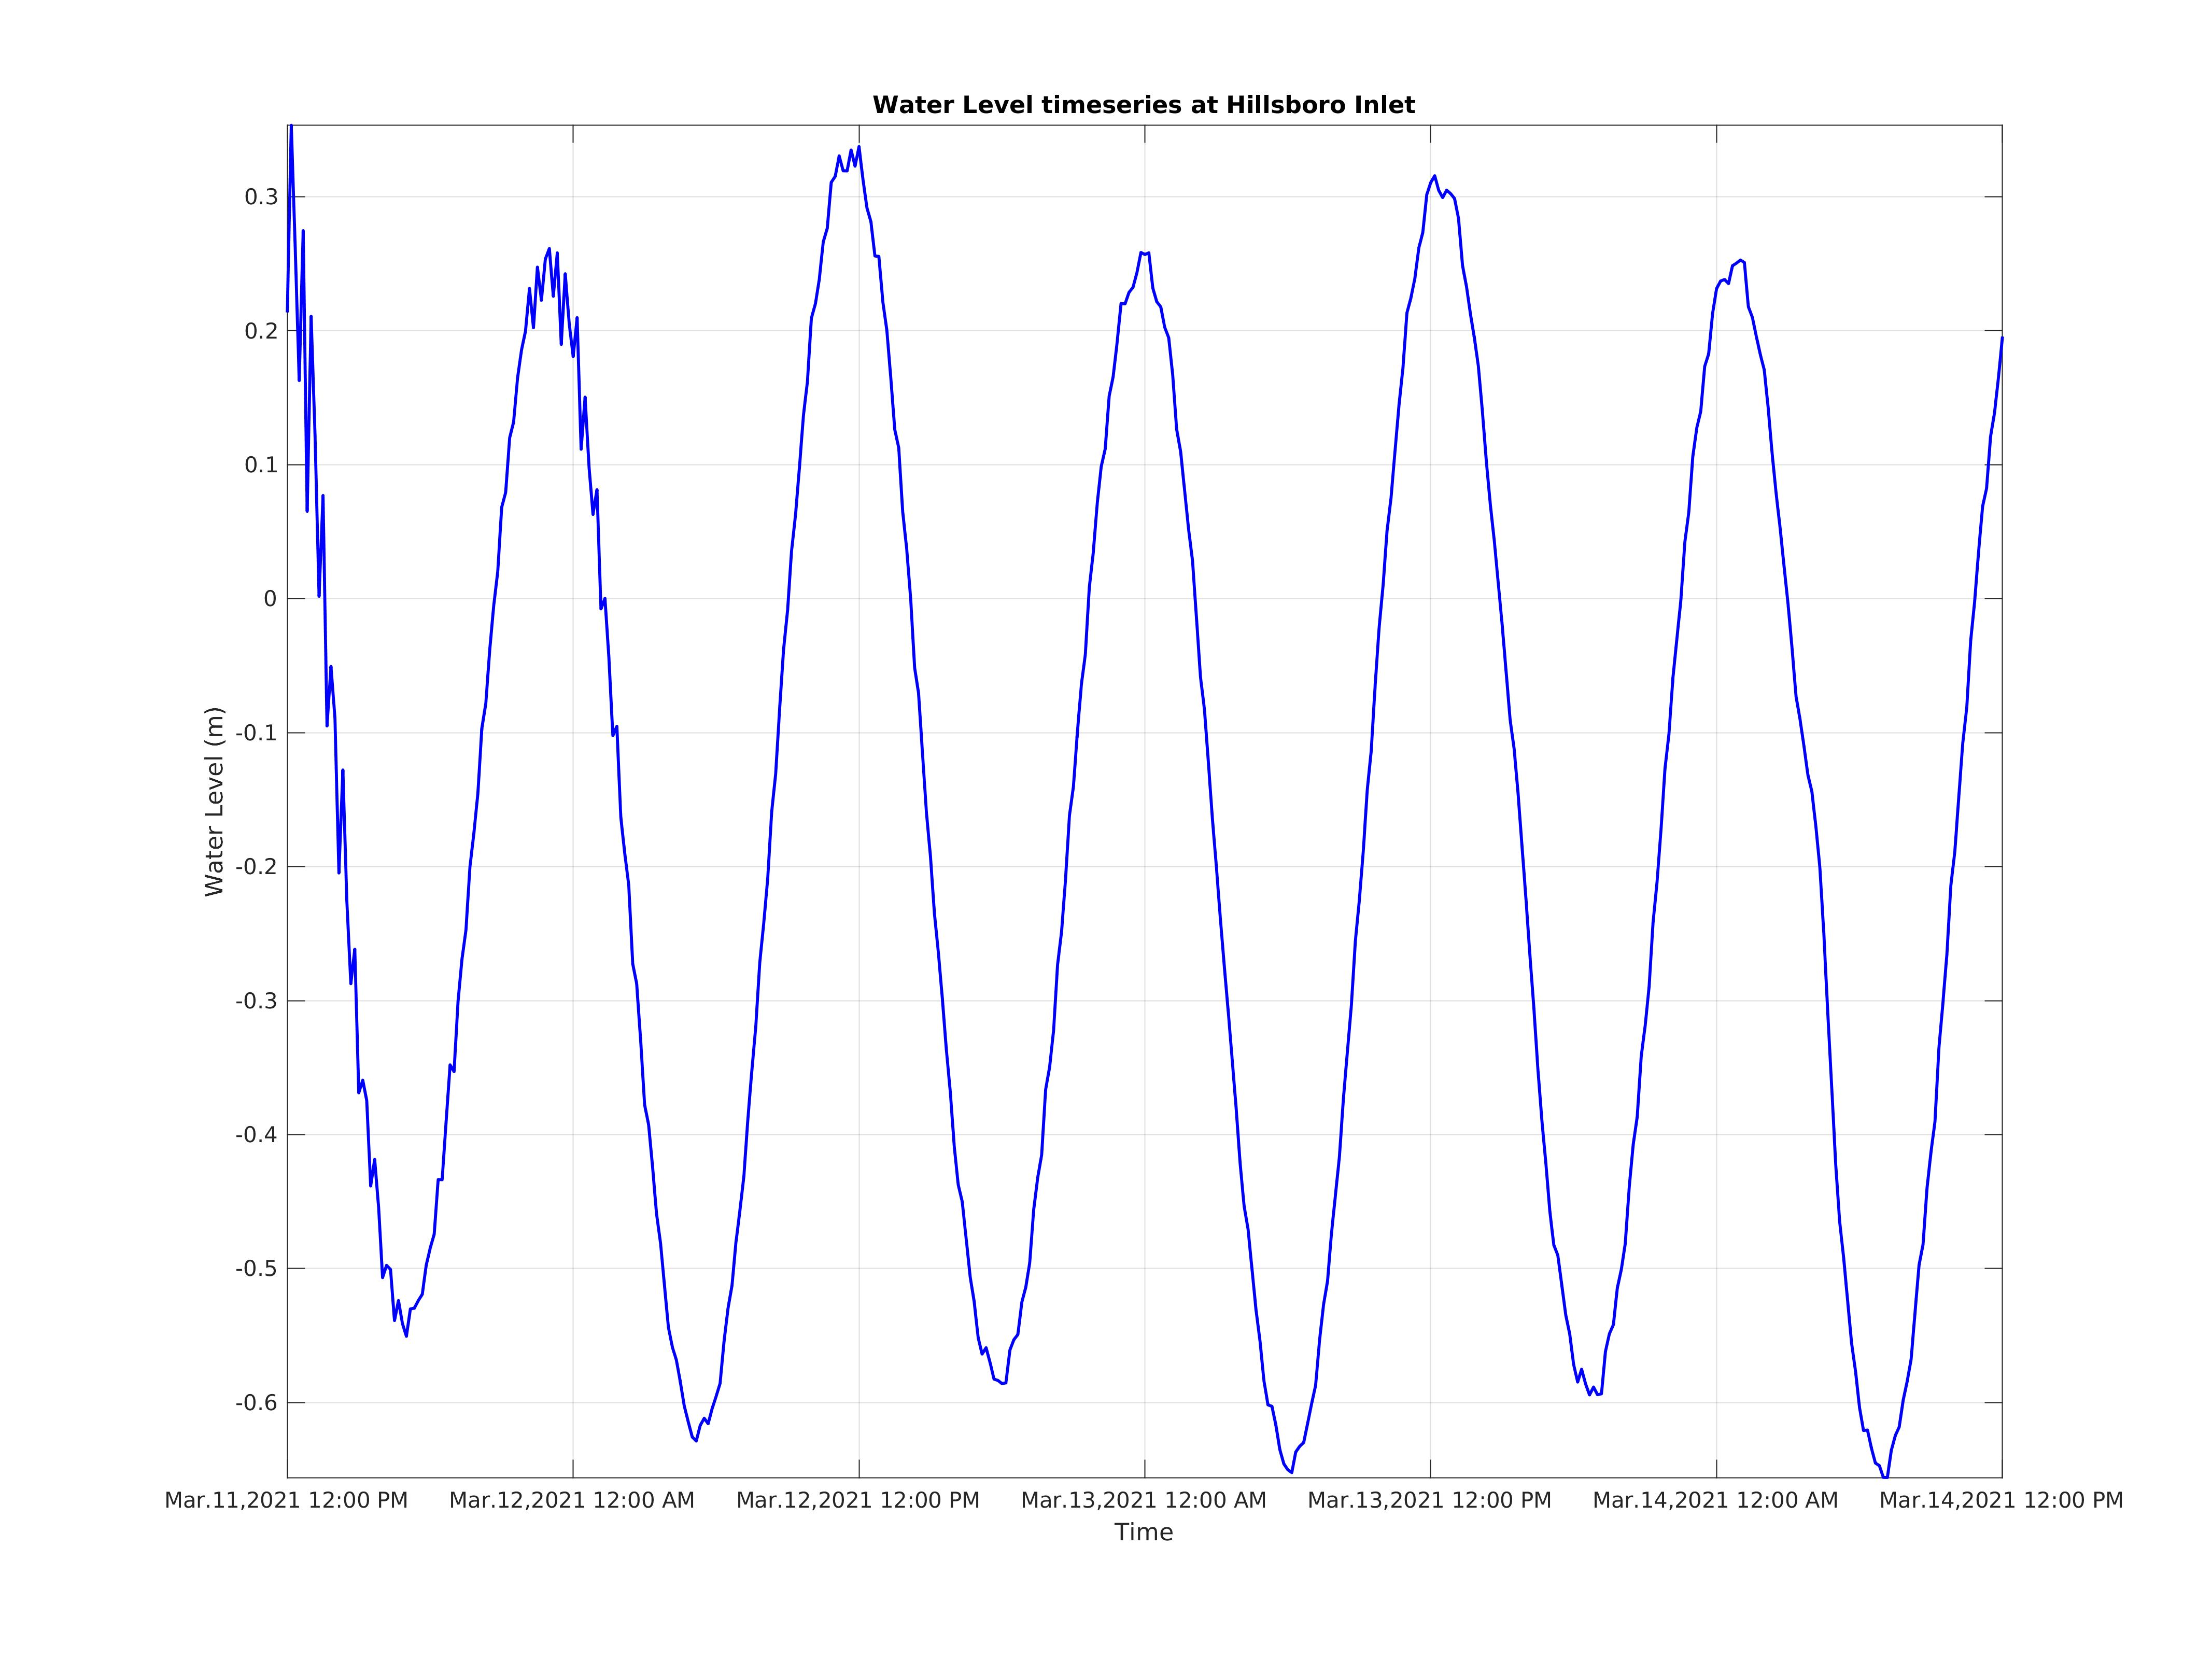 Water Level timeseries at Hillsboro Inlet
0.3
0.2
0.1
0
-0.1
-0.2
-0.3
-0.4
-0.5
-0.6
Water Level (m)
Mar.11,2021 12:00 PM Mar.12,2021 12:00 AM Mar.12,2021 12:00 PM Mar.13,2021 12:00 AM Mar.13,2021 12:00 PM Mar.14,2021 12:00 AM Mar.14,2021 12:00 PM
Time